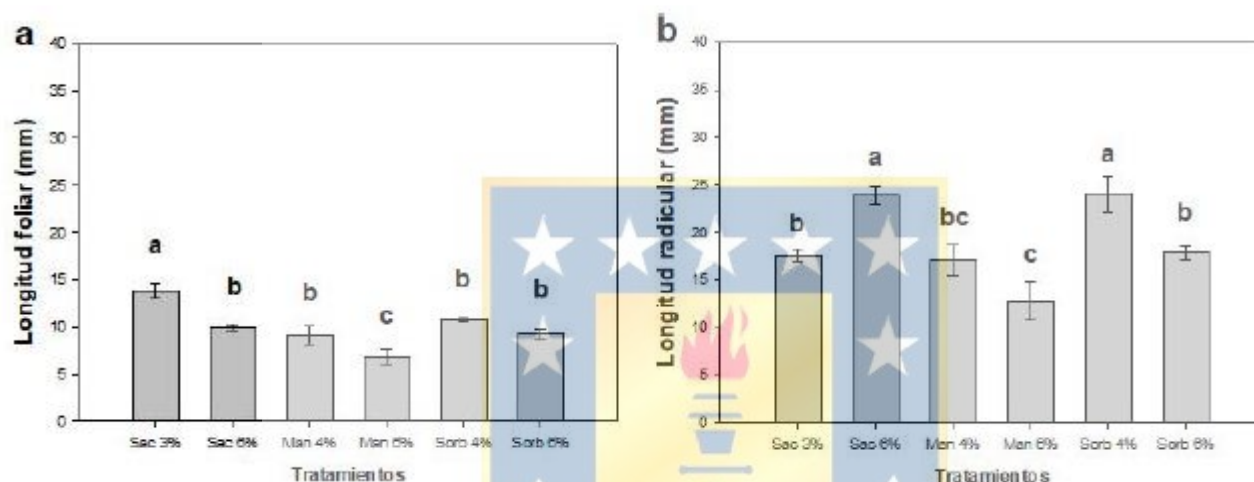 a
Longitud foliar (mm)
40
35
30
25
20
15
10
5
0
a
b
b
c
b
b
Sac 3%
Sac 6%
Man 4%
Man 6%
Sorb 4%
Sorb 6%
Tratamientos
b
Longitud radicular (mm)
40
35
30
25
20
15
10
5
0
b
a
bc
c
a
b
Sac 3%
Sac 6%
Man 4%
Man 6%
Sorb 4%
Sorb 6%
Tratamientos